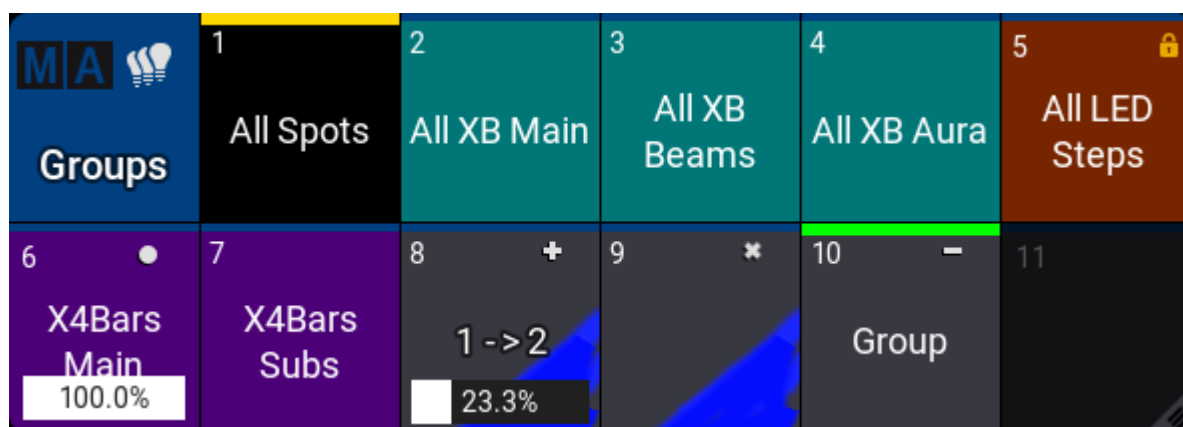 MA
Groups
1
All Spots
2
All XB Main
3
All XB
Beams
4
All XB Aura
5
All LED
Steps
6
X4Bars
Main
100.0%
7
X4Bars
Subs
8
1 -> 2
23.3%
9
10
Group
11